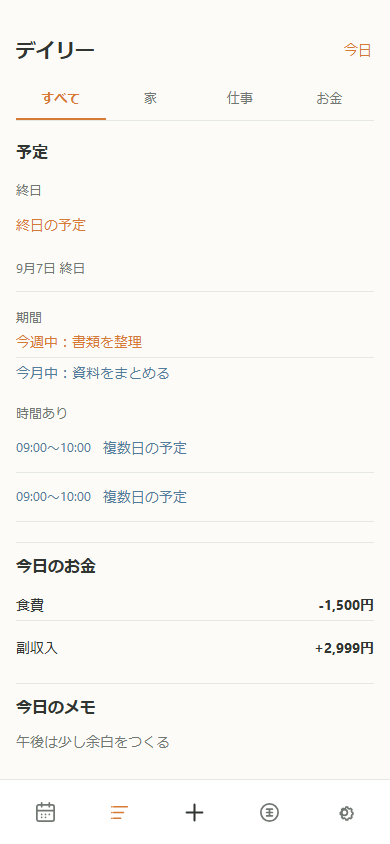 デイリー
今日
すべて 家 仕事 お金
予定
終日
終日の予定
9月7日 終日
期間
今週中：書類を整理
今月中：資料をまとめる
時間あり
09:00〜10:00 複数日の予定
09:00〜10:00 複数日の予定
今日のお金
食費 -1,500円
副収入 +2,999円
今日のメモ
午後は少し余白をつくる